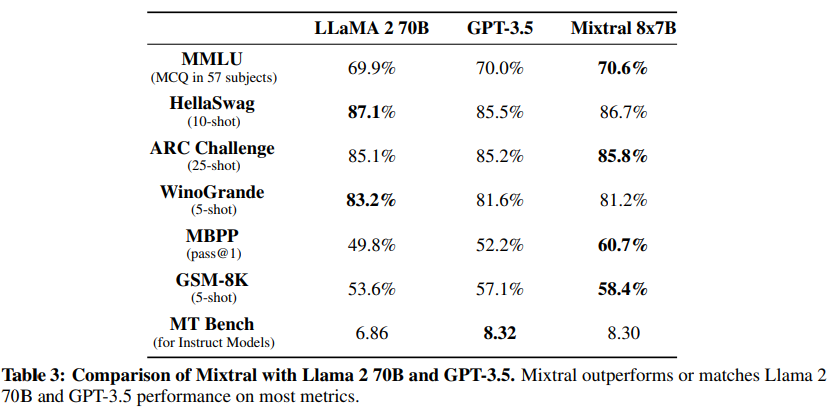 LLaMA 2 70B GPT-3.5 Mixtral 8x7B
MMLU
(MCQ in 57 subjects) 69.9% 70.0% 70.6%
HellaSwag
(10-shot) 87.1% 85.5% 86.7%
ARC Challenge
(25-shot) 85.1% 85.2% 85.8%
WinoGrande
(5-shot) 83.2% 81.6% 81.2%
MBPP
(pass@1) 49.8% 52.2% 60.7%
GSM-8K
(5-shot) 53.6% 57.1% 58.4%
MT Bench
(for Instruct Models) 6.86 8.32 8.30
Table 3: Comparison of Mixtral with Llama 2 70B and GPT-3.5. Mixtral outperforms or matches Llama 2
70B and GPT-3.5 performance on most metrics.